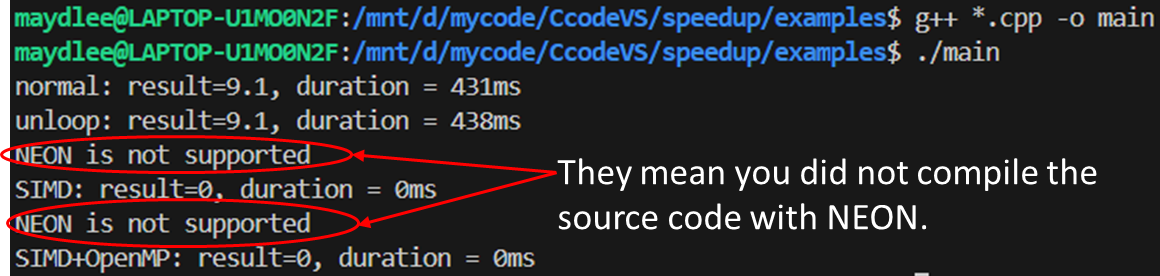 maydlee@LAPTOP-U1MO0N2F:/mnt/d/mycode/CcodeVS/speedup/examples$ g++ *.cpp -o main
maydlee@LAPTOP-U1MO0N2F:/mnt/d/mycode/CcodeVS/speedup/examples$ ./main
normal: result=9.1, duration = 431ms
unloop: result=9.1, duration = 438ms
NEON is not supported
SIMD: result=0, duration = 0ms
NEON is not supported
SIMD+OpenMP: result=0, duration = 0ms
They mean you did not compile the
source code with NEON.